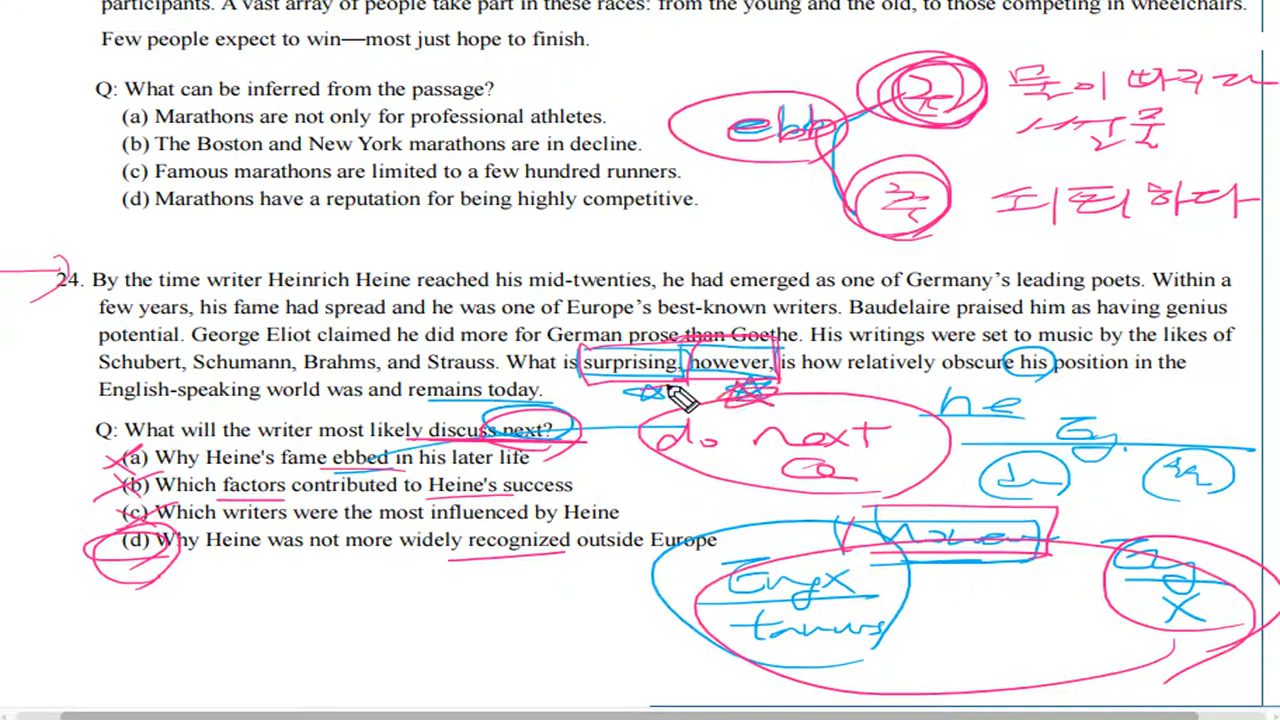 participants. A vast array of people take part in these races: from the young and the old, to those competing in wheelchairs.
Few people expect to win—most just hope to finish.
Q: What can be inferred from the passage?
(a) Marathons are not only for professional athletes.
(b) The Boston and New York marathons are in decline.
(c) Famous marathons are limited to a few hundred runners.
(d) Marathons have a reputation for being highly competitive.
ebb
물이 빠지다
썰물
쇠퇴하다
24. By the time writer Heinrich Heine reached his mid-twenties, he had emerged as one of Germany’s leading poets. Within a
few years, his fame had spread and he was one of Europe’s best-known writers. Baudelaire praised him as having genius
potential. George Eliot claimed he did more for German prose than Goethe. His writings were set to music by the likes of
Schubert, Schumann, Brahms, and Strauss. What is surprising, however, is how relatively obscure his position in the
English-speaking world was and remains today.
he
Q: What will the writer most likely discuss next?
do next
(a) Why Heine's fame ebbed in his later life
(b) Which factors contributed to Heine's success
(c) Which writers were the most influenced by Heine
(d) Why Heine was not more widely recognized outside Europe
Eng X
X